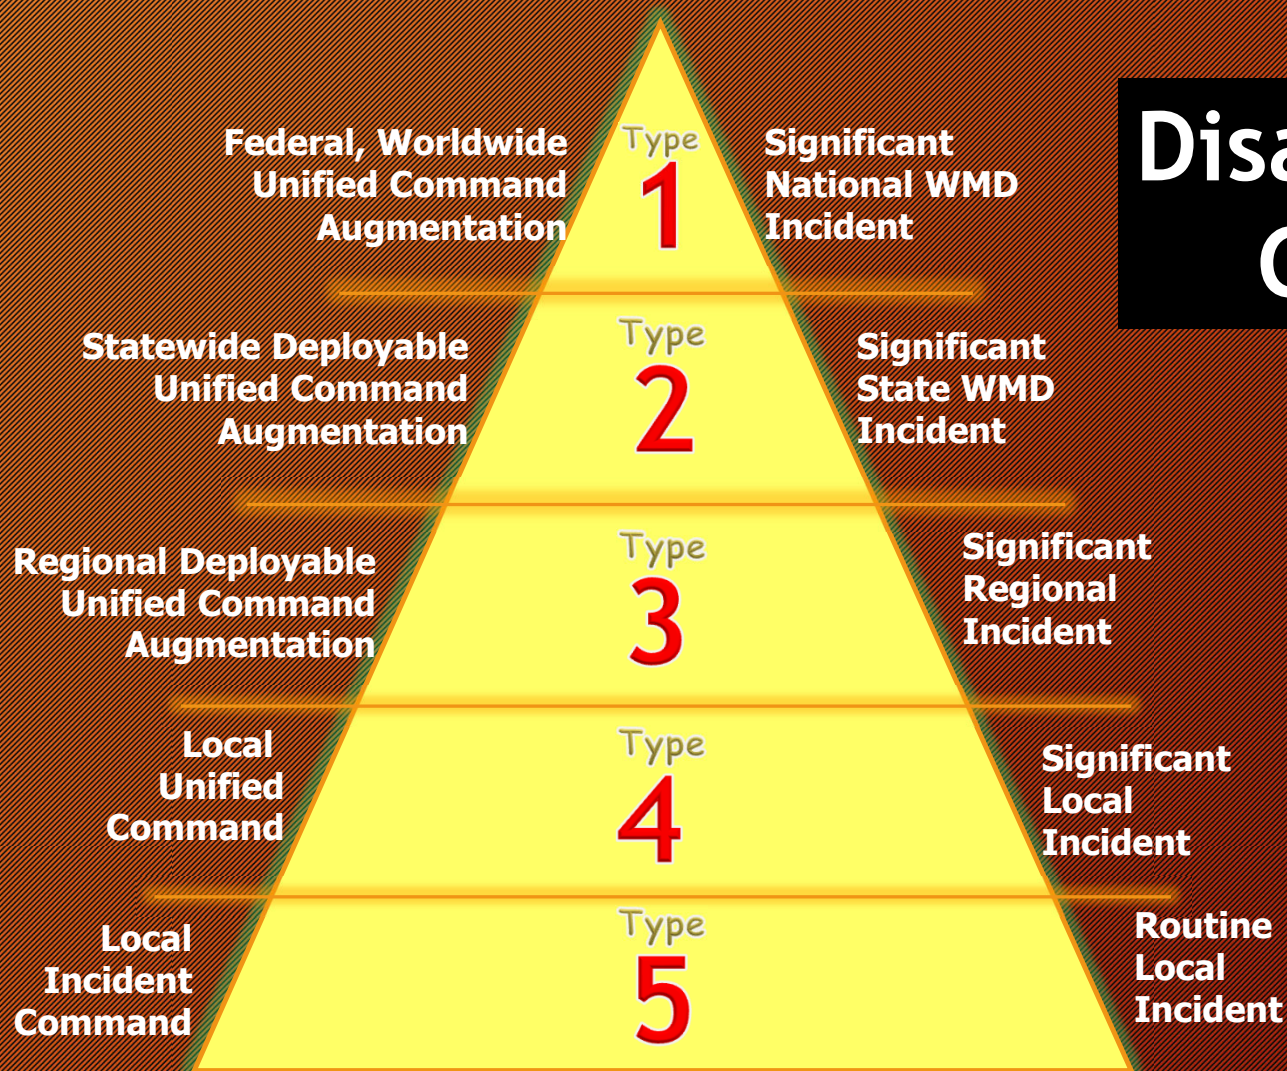 Federal, Worldwide
Unified Command
Augmentation
Type
1
Significant
National WMD
Incident
Statewide Deployable
Unified Command
Augmentation
Type
2
Significant
State WMD
Incident
Regional Deployable
Unified Command
Augmentation
Type
3
Significant
Regional
Incident
Local
Unified
Command
Type
4
Significant
Local
Incident
Local
Incident
Command
Type
5
Routine
Local
Incident